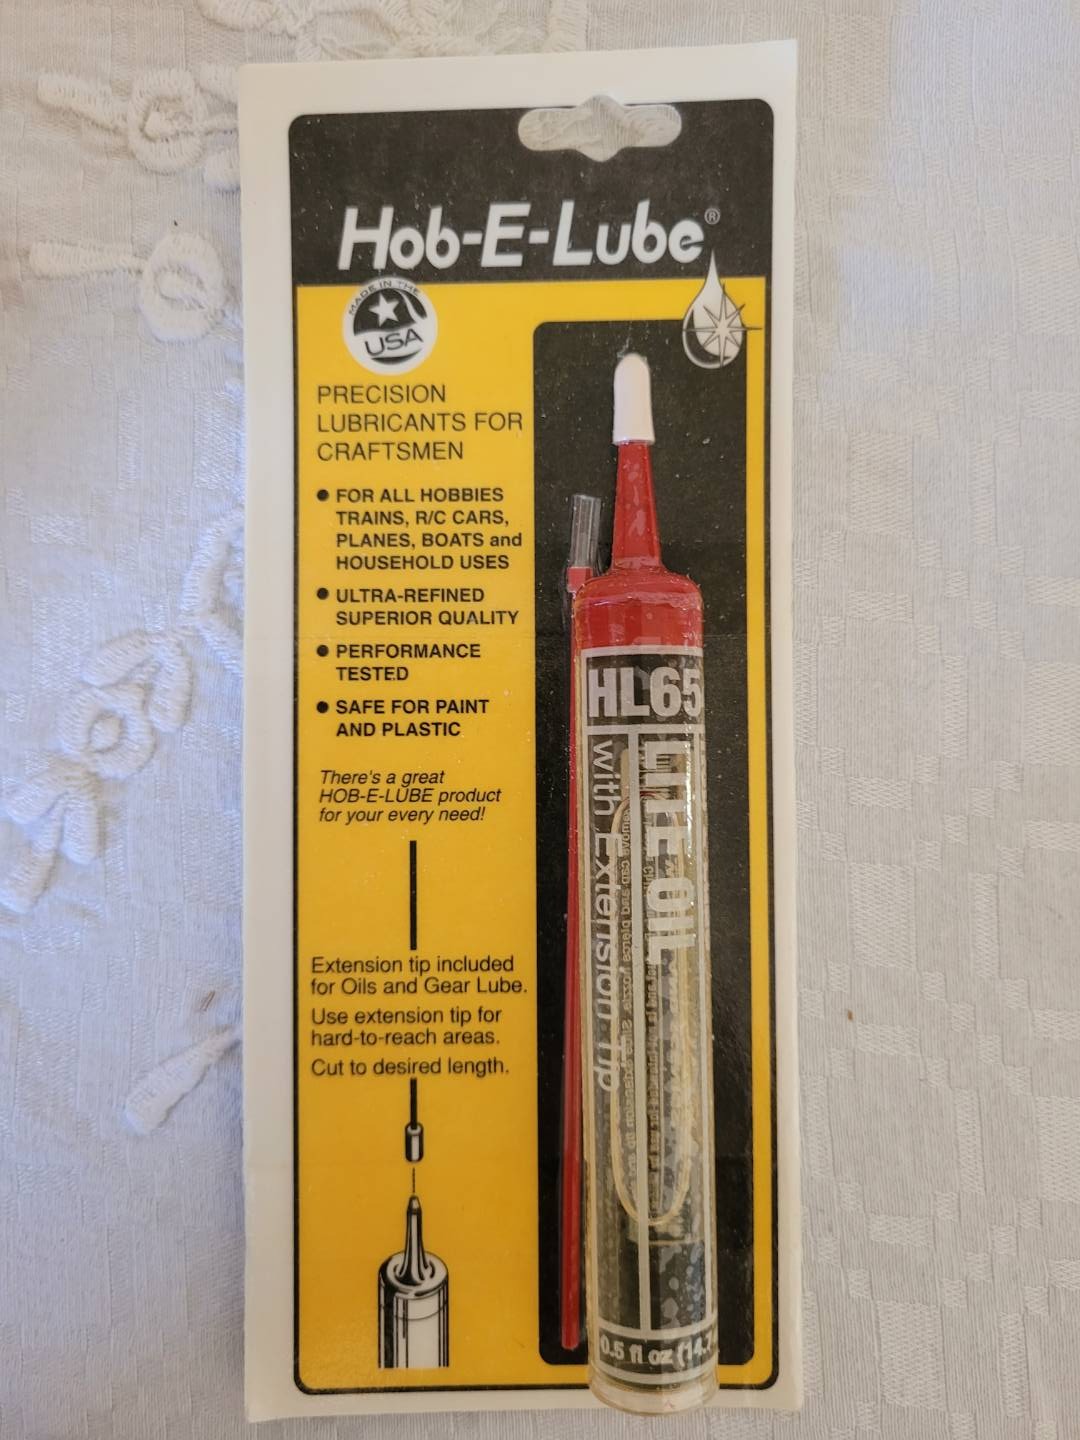 Hob-E-Lube®
MADE IN THE
USA
PRECISION
LUBRICANTS FOR
CRAFTSMEN
● FOR ALL HOBBIES
TRAINS, R/C CARS,
PLANES, BOATS and
HOUSEHOLD USES
● ULTRA-REFINED
SUPERIOR QUALITY
● PERFORMANCE
TESTED
● SAFE FOR PAINT
AND PLASTIC
There's a great
HOB-E-LUBE product
for your every need!
Extension tip included
for Oils and Gear Lube.
Use extension tip for
hard-to-reach areas.
Cut to desired length.
HL65
LITE OIL
with Extension Tip
0.5 fl oz (14.7